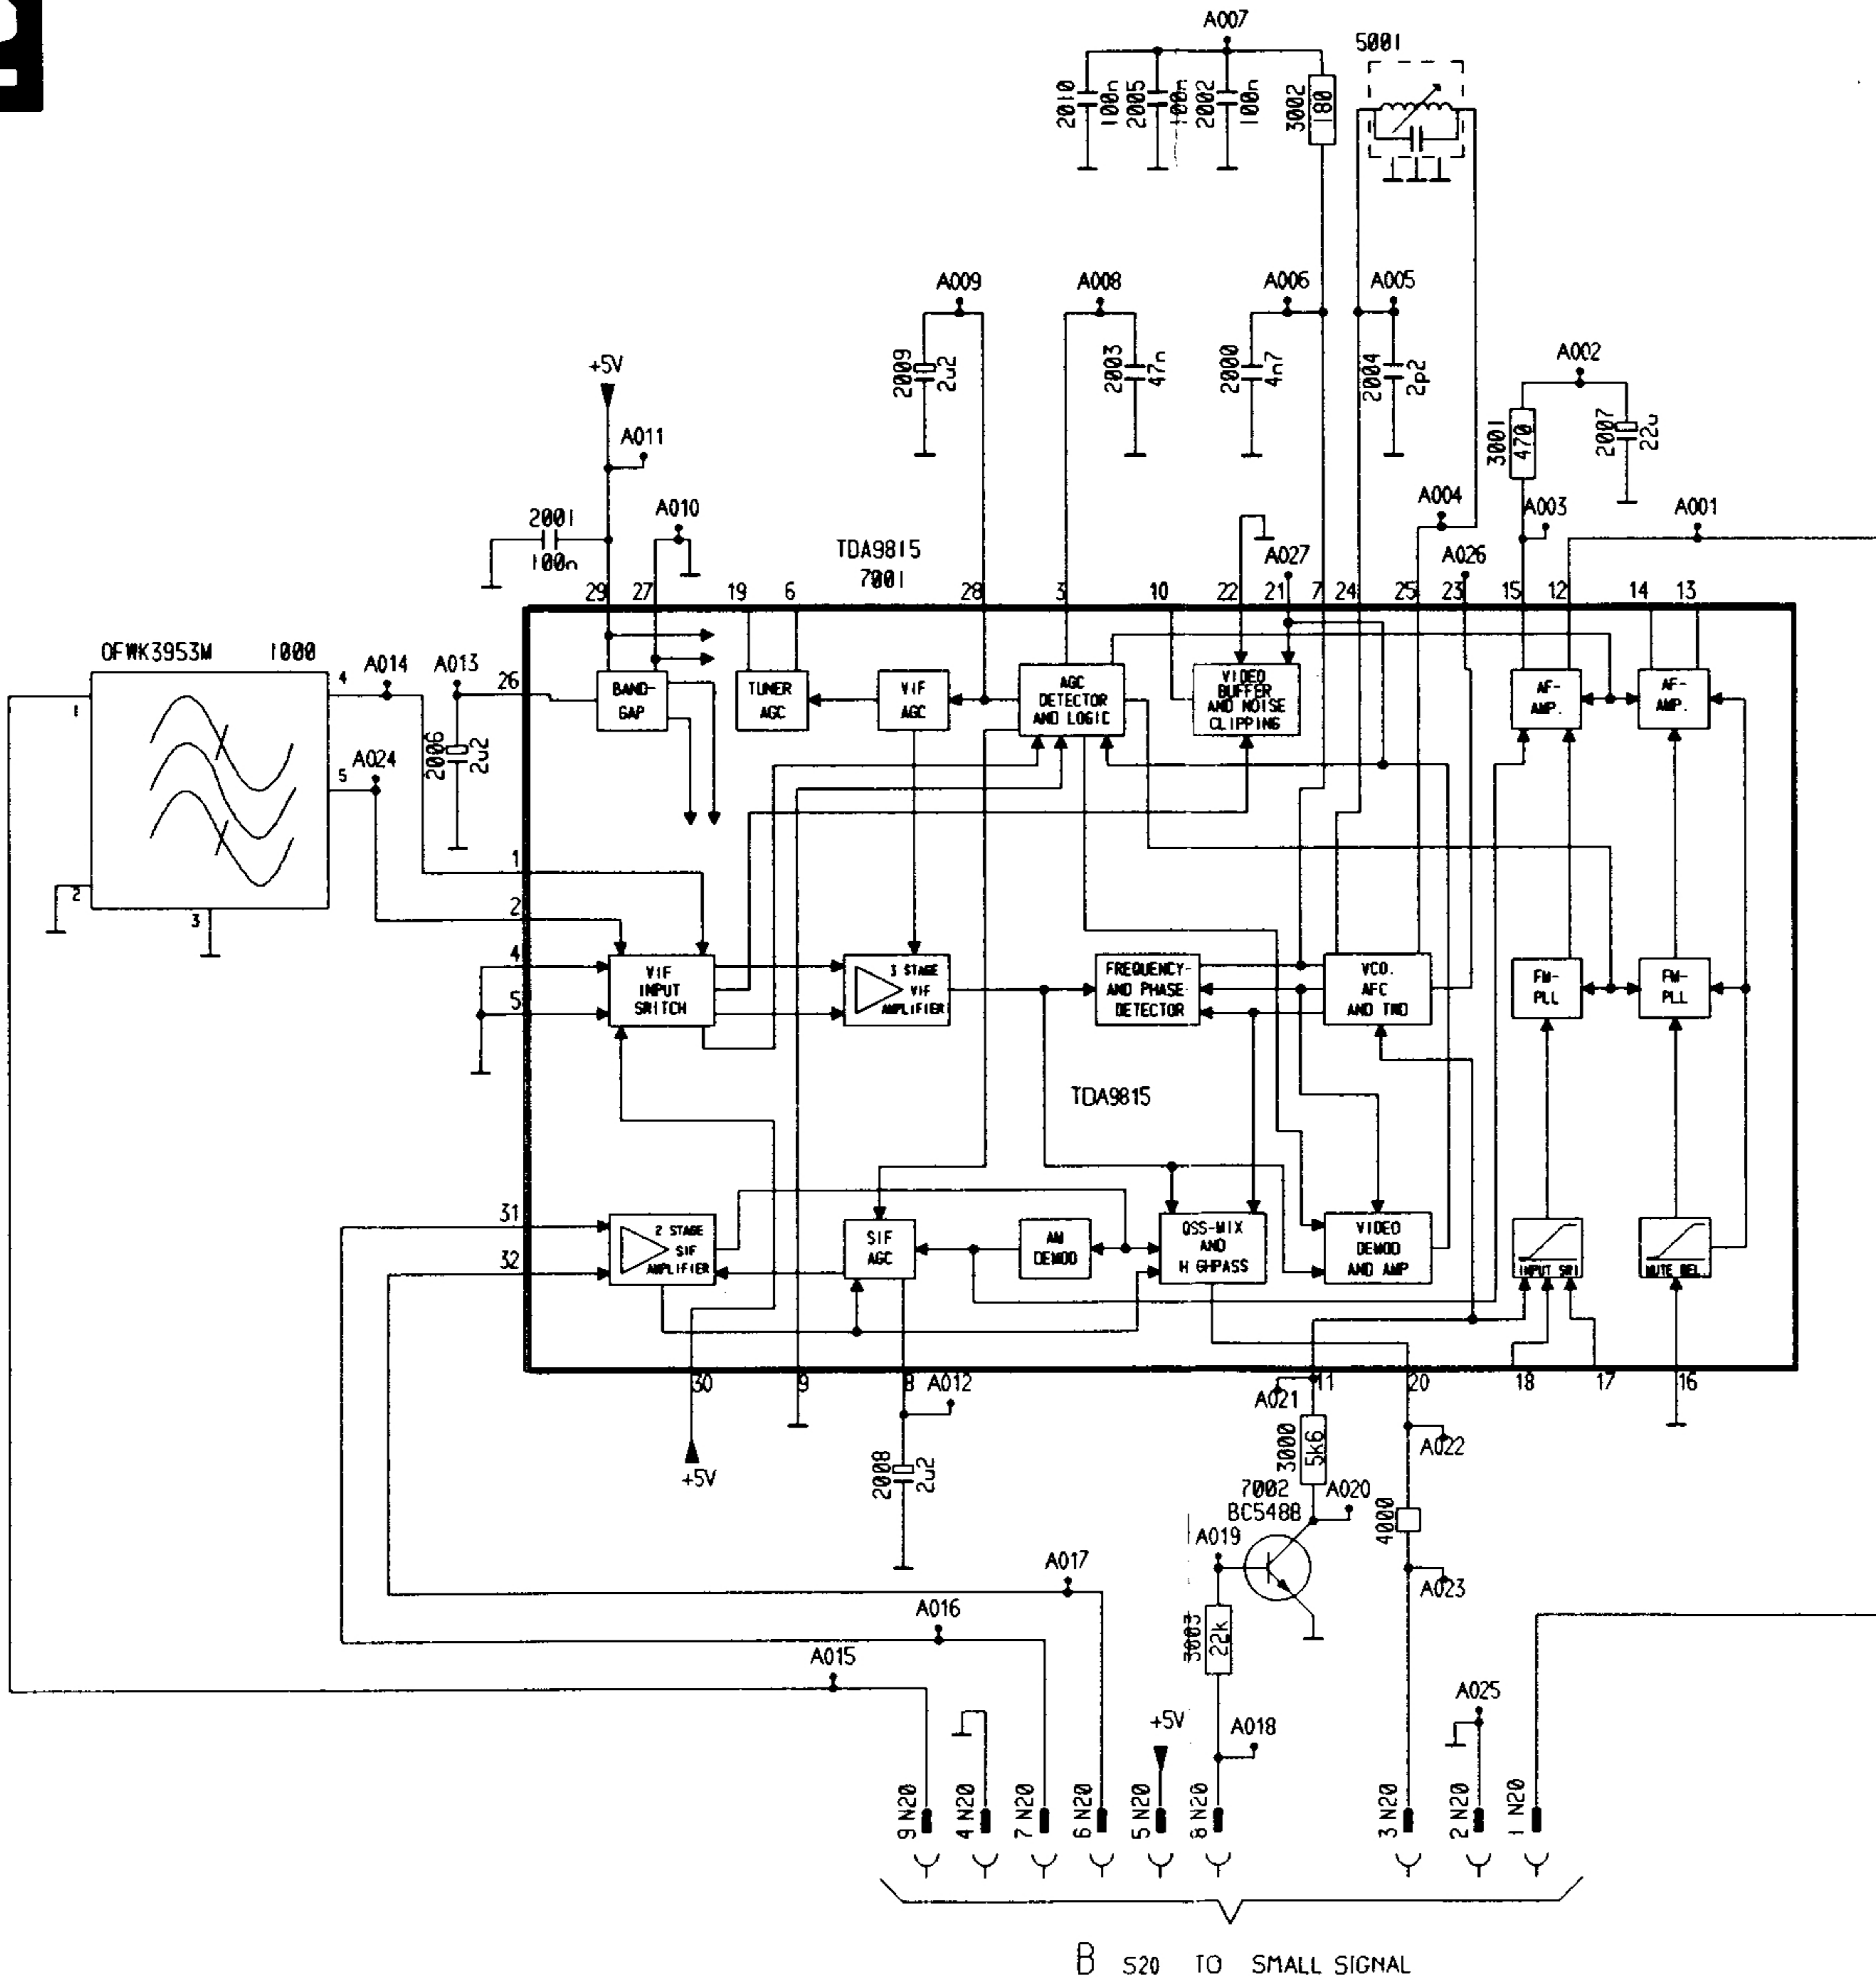 A007
5001
2010
100n
2005
100n
2002
100n
3002
180
A009
A008
A006
A005
2009
2u2
2003
47n
2000
4n7
2004
2p2
A002
3001
470
2007
22u
+5V
A011
A010
2001
100n
TDA9815
7001
A027
A004
A026
A003
A001
29
27
19
6
28
3
10
22
21
7
24
25
23
15
12
14
13
OFWK3953M
1000
4
A014
A013
26
1
5
A024
2006
2u2
2
3
BAND-
GAP
TUNER
AGC
VIF
AGC
AGC
DETECTOR
AND LOGIC
VIDEO
BUFFER
AND NOISE
CLIPPING
AF-
AMP.
AF-
AMP.
1
2
4
5
VIF
INPUT
SWITCH
3 STAGE
VIF
AMPLIFIER
FREQUENCY-
AND PHASE
DETECTOR
VCO.
AFC
AND TWD
FM-
PLL
FM-
PLL
TDA9815
31
32
2 STAGE
SIF
AMPLIFIER
SIF
AGC
AM
DEMOD
QSS-MIX
AND
H GHPASS
VIDEO
DEMOD
AND AMP
INPUT SWI
MUTE BEL.
30
9
8
A012
A021
11
20
18
17
16
+5V
2008
2u2
3000
5k6
A022
7002
BC548B
A020
4000
A019
A017
A023
A016
3003
22k
A015
A025
+5V
A018
9 N20
4 N20
7 N20
6 N20
5 N20
8 N20
3 N20
2 N20
1 N20
B S20 TO SMALL SIGNAL